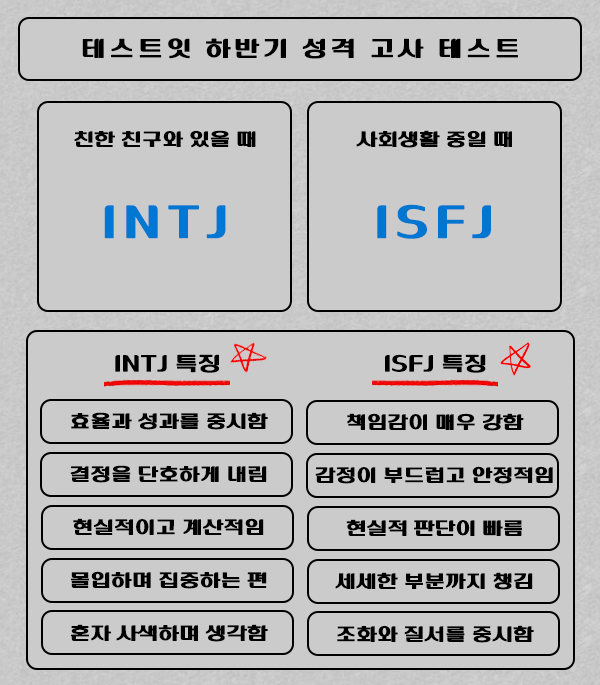 테스트잇 하반기 성격 고사 테스트
친한 친구와 있을 때
INTJ
사회생활 중일 때
ISFJ
INTJ 특징
효율과 성과를 중시함
결정을 단호하게 내림
현실적이고 계산적임
몰입하며 집중하는 편
혼자 사색하며 생각함
ISFJ 특징
책임감이 매우 강함
감정이 부드럽고 안정적임
현실적 판단이 빠름
세세한 부분까지 챙김
조화와 질서를 중시함